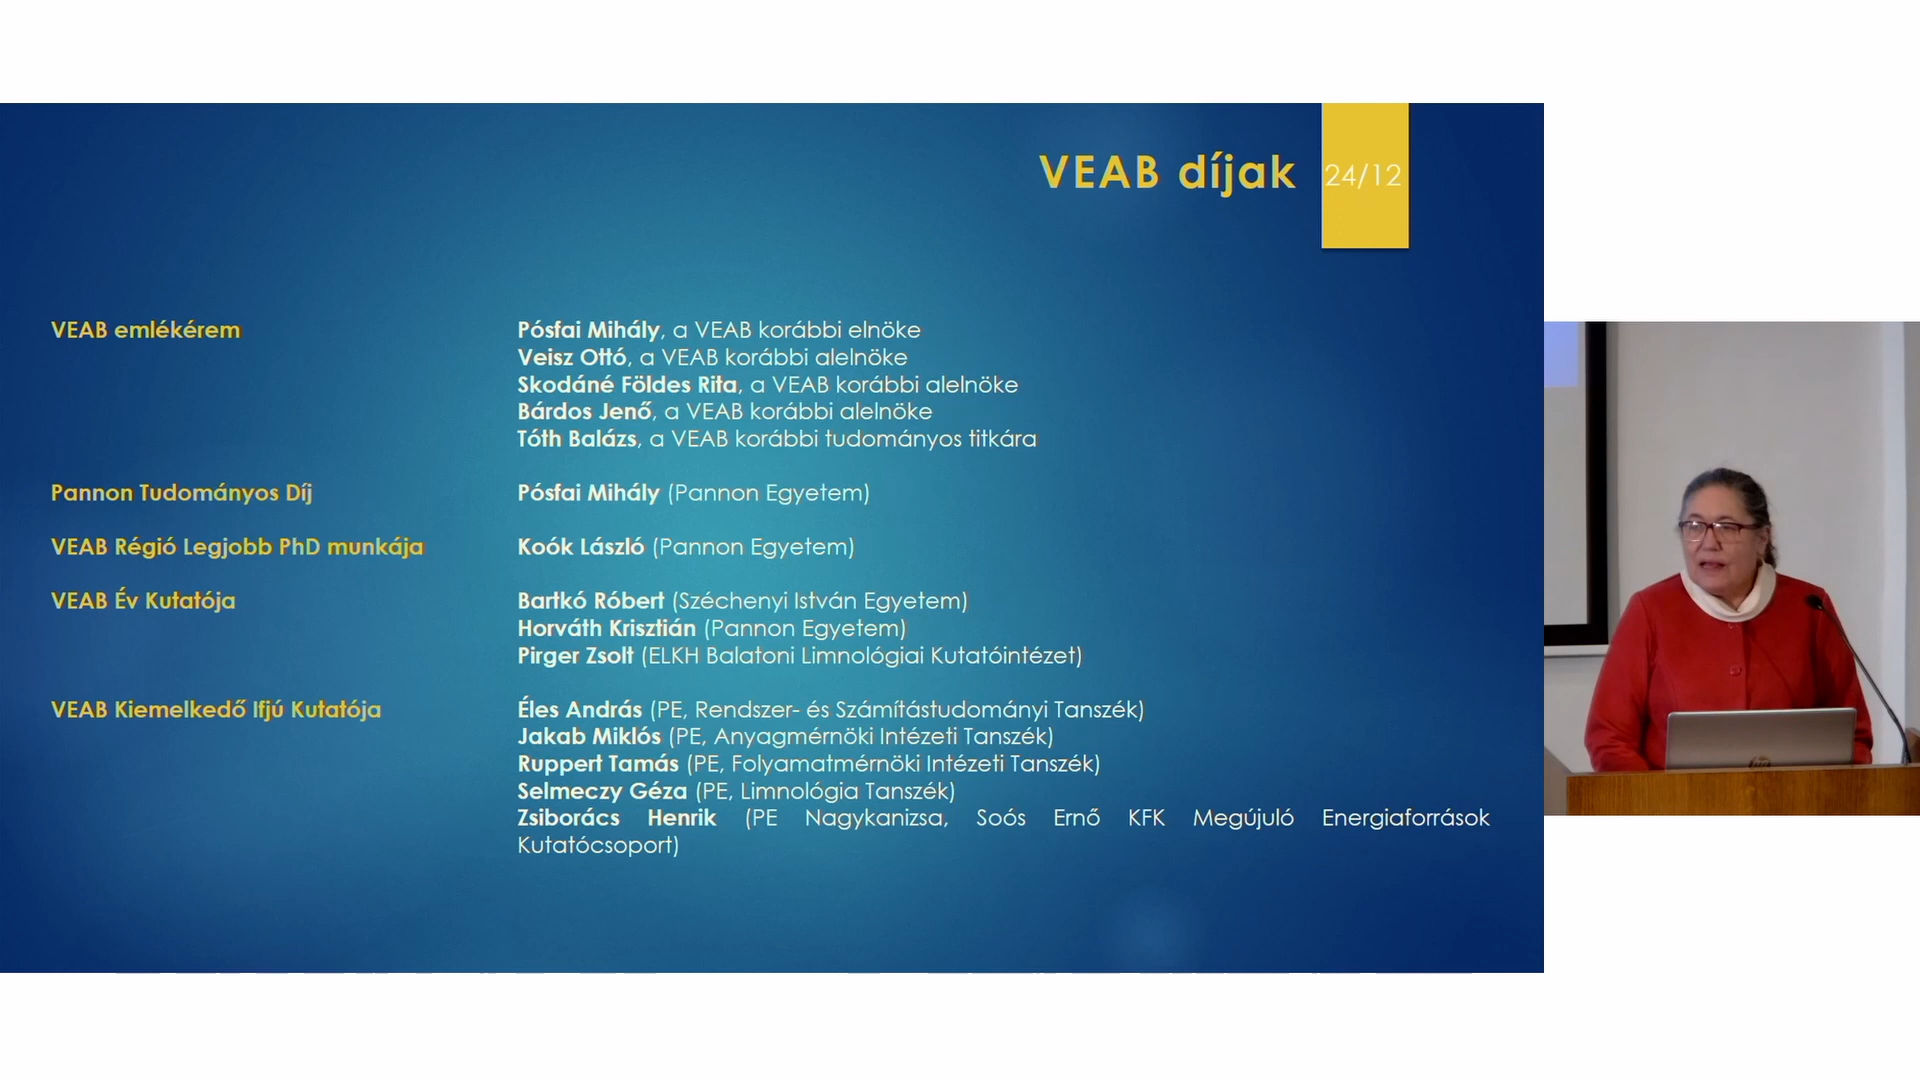 VEAB díjak
24/12
VEAB emlékérem
Pósfai Mihály, a VEAB korábbi elnöke
Veisz Ottó, a VEAB korábbi alelnöke
Skodáné Földes Rita, a VEAB korábbi alelnöke
Bárdos Jenő, a VEAB korábbi alelnöke
Tóth Balázs, a VEAB korábbi tudományos titkára
Pannon Tudományos Díj
Pósfai Mihály (Pannon Egyetem)
VEAB Régió Legjobb PhD munkája
Koók László (Pannon Egyetem)
VEAB Év Kutatója
Bartkó Róbert (Széchenyi István Egyetem)
Horváth Krisztián (Pannon Egyetem)
Pirger Zsolt (ELKH Balatoni Limnológiai Kutatóintézet)
VEAB Kiemelkedő Ifjú Kutatója
Éles András (PE, Rendszer- és Számítástudományi Tanszék)
Jakab Miklós (PE, Anyagmérnöki Intézeti Tanszék)
Ruppert Tamás (PE, Folyamatmérnöki Intézeti Tanszék)
Selmeczy Géza (PE, Limnológia Tanszék)
Zsiborács Henrik (PE Nagykanizsa, Soós Ernő KFK Megújuló Energiaforrások
Kutatócsoport)